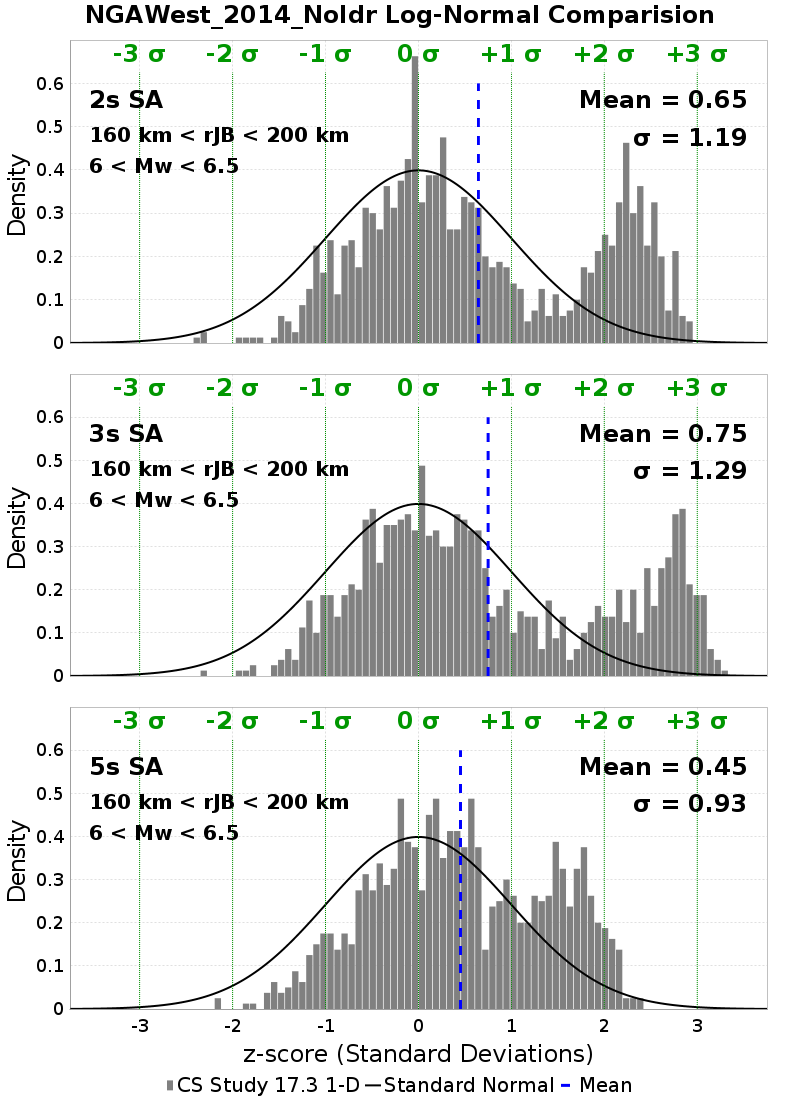 NGAWest_2014_NoIdr Log-Normal Comparision
-3 σ -2 σ -1 σ 0 σ +1 σ +2 σ +3 σ
2s SA
Mean = 0.65
160 km < rJB < 200 km
σ = 1.19
6 < Mw < 6.5
Density
0.6
0.5
0.4
0.3
0.2
0.1
0
-3 σ -2 σ -1 σ 0 σ +1 σ +2 σ +3 σ
3s SA
Mean = 0.75
160 km < rJB < 200 km
σ = 1.29
6 < Mw < 6.5
Density
0.6
0.5
0.4
0.3
0.2
0.1
0
-3 σ -2 σ -1 σ 0 σ +1 σ +2 σ +3 σ
5s SA
Mean = 0.45
160 km < rJB < 200 km
σ = 0.93
6 < Mw < 6.5
Density
0.6
0.5
0.4
0.3
0.2
0.1
0
-3 -2 -1 0 1 2 3
z-score (Standard Deviations)
CS Study 17.3 1-D Standard Normal Mean